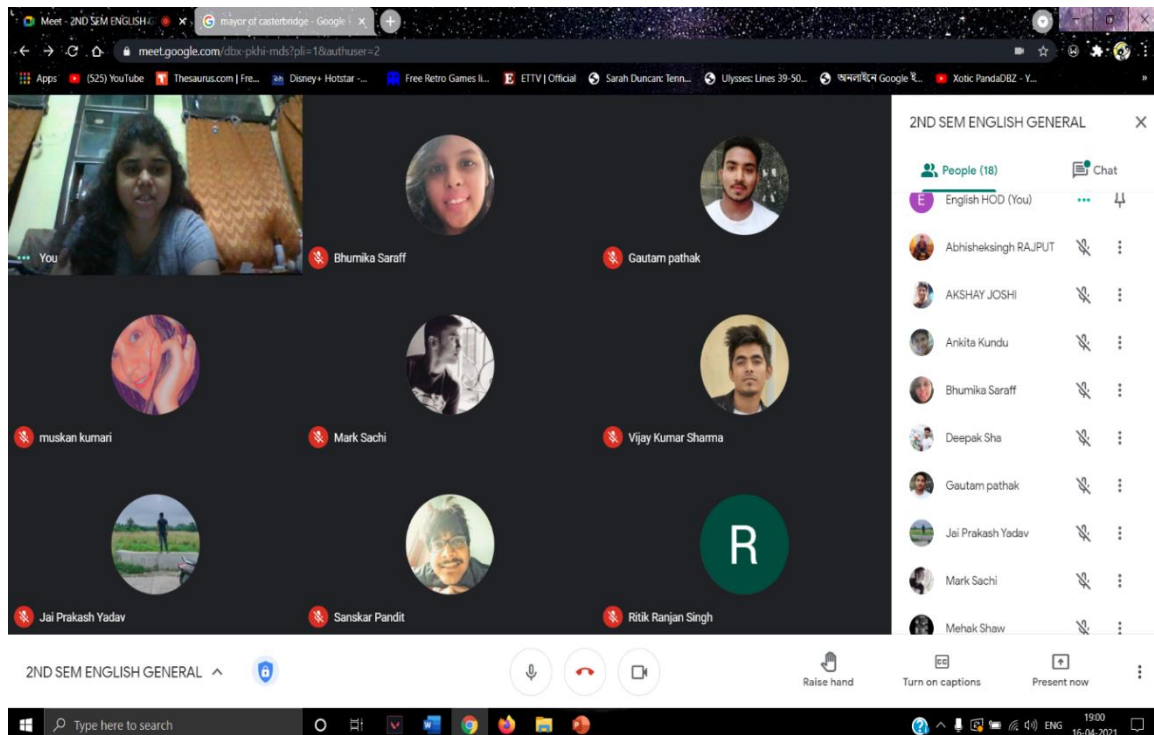 Meet - 2ND SEM ENGLISH G
mayor of casterbridge - Google
meet.google.com/dbx-pkhi-mds?pli=1&authuser=2
Apps (525) YouTube Thesaurus.com | Fre... Disney+ Hotstar -... Free Retro Games li... ETTV | Official Sarah Duncan: Tenn... Ulysses: Lines 39-50... অনলাইনে Google ই... Xotic PandaDBZ - Y...
2ND SEM ENGLISH GENERAL
People (18) Chat
English HOD (You)
Abhisheksingh RAJPUT
AKSHAY JOSHI
Ankita Kundu
Bhumika Saraff
Deepak Sha
Gautam pathak
Jai Prakash Yadav
Mark Sachi
Mehak Shaw
You
Bhumika Saraff
Gautam pathak
muskan kumari
Mark Sachi
Vijay Kumar Sharma
R
Jai Prakash Yadav
Sanskar Pandit
Ritik Ranjan Singh
2ND SEM ENGLISH GENERAL
Raise hand
Turn on captions
Present now
Type here to search
ENG
19:00
16-04-2021